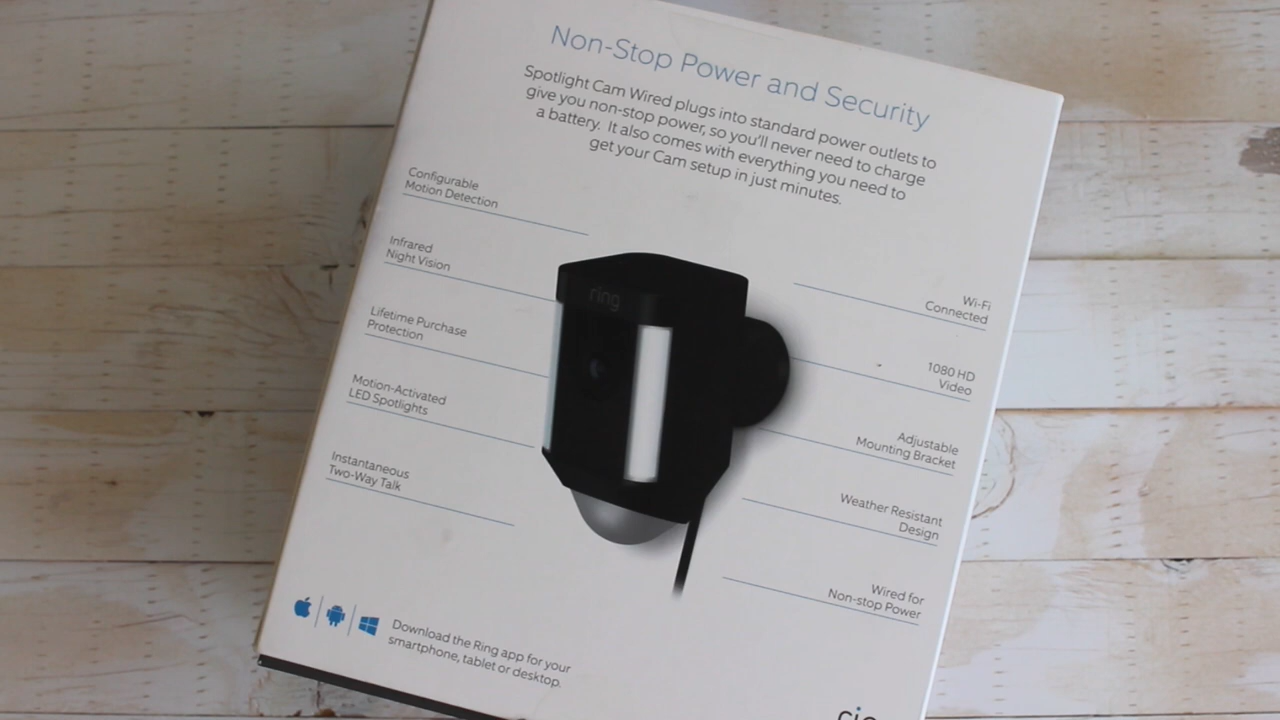 Non-Stop Power and Security
Spotlight Cam Wired plugs into standard power outlets to
give you non-stop power, so you'll never need to charge
a battery. It also comes with everything you need to
get your Cam setup in just minutes.
Configurable
Motion Detection
Infrared
Night Vision
Lifetime Purchase
Protection
Motion-Activated
LED Spotlights
Instantaneous
Two-Way Talk
ring
Wi-Fi
Connected
1080 HD
Video
Adjustable
Mounting Bracket
Weather Resistant
Design
Wired for
Non-stop Power
Download the Ring app for your
smartphone, tablet or desktop.